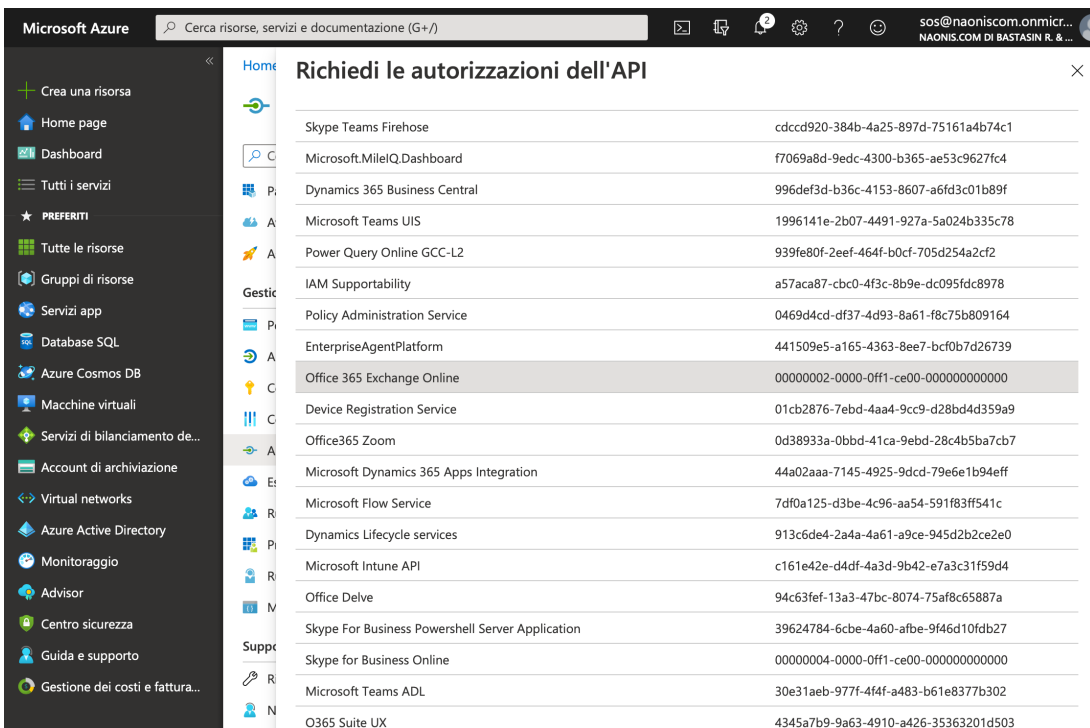 Microsoft Azure
Cerca risorse, servizi e documentazione (G+/)
2
sos@naoniscom.onmicr...
NAONIS.COM DI BASTASIN R. & ...
Crea una risorsa
Home page
Dashboard
Tutti i servizi
PREFERITI
Tutte le risorse
Gruppi di risorse
Servizi app
Database SQL
Azure Cosmos DB
Macchine virtuali
Servizi di bilanciamento de...
Account di archiviazione
Virtual networks
Azure Active Directory
Monitoraggio
Advisor
Centro sicurezza
Guida e supporto
Gestione dei costi e fattura...
Home
Gestio
Suppo
Richiedi le autorizzazioni dell'API
Skype Teams Firehose cdccd920-384b-4a25-897d-75161a4b74c1
Microsoft.MileIQ.Dashboard f7069a8d-9edc-4300-b365-ae53c9627fc4
Dynamics 365 Business Central 996def3d-b36c-4153-8607-a6fd3c01b89f
Microsoft Teams UIS 1996141e-2b07-4491-927a-5a024b335c78
Power Query Online GCC-L2 939fe80f-2eef-464f-b0cf-705d254a2cf2
IAM Supportability a57aca87-cbc0-4f3c-8b9e-dc095fdc8978
Policy Administration Service 0469d4cd-df37-4d93-8a61-f8c75b809164
EnterpriseAgentPlatform 441509e5-a165-4363-8ee7-bcf0b7d26739
Office 365 Exchange Online 00000002-0000-0ff1-ce00-000000000000
Device Registration Service 01cb2876-7ebd-4aa4-9cc9-d28bd4d359a9
Office365 Zoom 0d38933a-0bbd-41ca-9ebd-28c4b5ba7cb7
Microsoft Dynamics 365 Apps Integration 44a02aaa-7145-4925-9dcd-79e6e1b94eff
Microsoft Flow Service 7df0a125-d3be-4c96-aa54-591f83ff541c
Dynamics Lifecycle services 913c6de4-2a4a-4a61-a9ce-945d2b2ce2e0
Microsoft Intune API c161e42e-d4df-4a3d-9b42-e7a3c31f59d4
Office Delve 94c63fef-13a3-47bc-8074-75af8c65887a
Skype For Business Powershell Server Application 39624784-6cbe-4a60-afbe-9f46d10fdb27
Skype for Business Online 00000004-0000-0ff1-ce00-000000000000
Microsoft Teams ADL 30e31aeb-977f-4f4f-a483-b61e8377b302
O365 Suite UX 4345a7b9-9a63-4910-a426-35363201d503